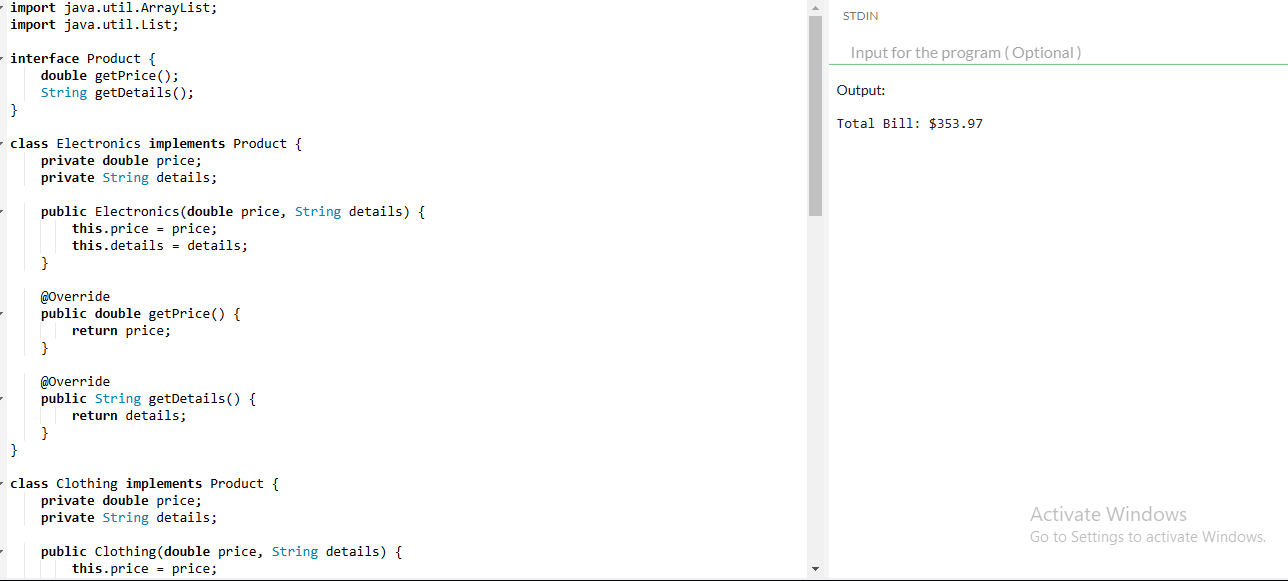 import java.util.ArrayList;
import java.util.List;
interface Product {
    double getPrice();
    String getDetails();
}
class Electronics implements Product {
    private double price;
    private String details;
    public Electronics(double price, String details) {
        this.price = price;
        this.details = details;
    }
    @Override
    public double getPrice() {
        return price;
    }
    @Override
    public String getDetails() {
        return details;
    }
}
class Clothing implements Product {
    private double price;
    private String details;
    public Clothing(double price, String details) {
        this.price = price;
STDIN
Input for the program ( Optional )
Output:
Total Bill: $353.97
Activate Windows
Go to Settings to activate Windows.